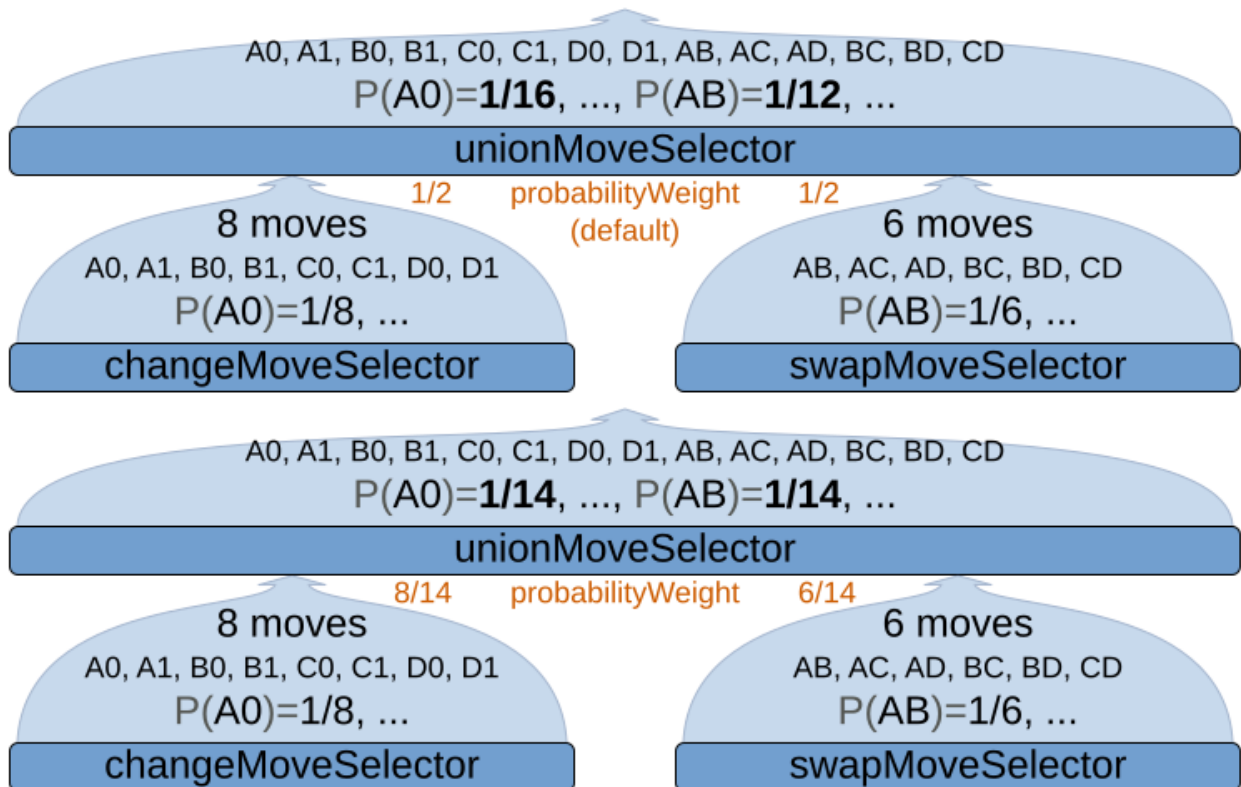 A0, A1, B0, B1, C0, C1, D0, D1, AB, AC, AD, BC, BD, CD
P(A0)=1/16, ..., P(AB)=1/12, ...
unionMoveSelector
1/2 probabilityWeight 1/2
(default)
8 moves 6 moves
A0, A1, B0, B1, C0, C1, D0, D1 AB, AC, AD, BC, BD, CD
P(A0)=1/8, ... P(AB)=1/6, ...
changeMoveSelector swapMoveSelector
A0, A1, B0, B1, C0, C1, D0, D1, AB, AC, AD, BC, BD, CD
P(A0)=1/14, ..., P(AB)=1/14, ...
unionMoveSelector
8/14 probabilityWeight 6/14
8 moves 6 moves
A0, A1, B0, B1, C0, C1, D0, D1 AB, AC, AD, BC, BD, CD
P(A0)=1/8, ... P(AB)=1/6, ...
changeMoveSelector swapMoveSelector